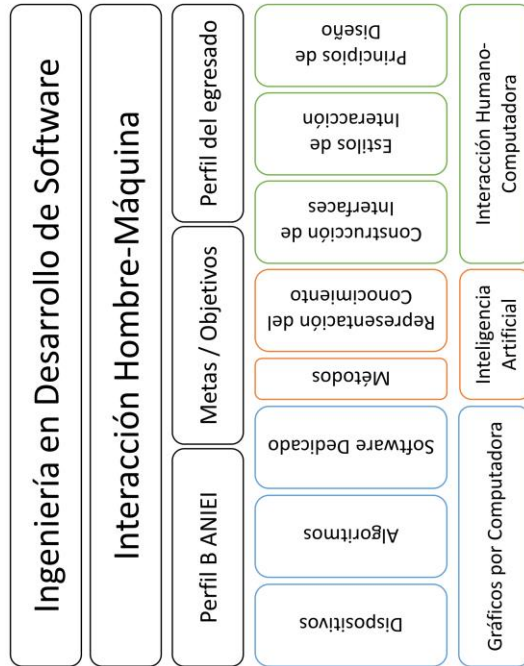 Ingeniería en Desarrollo de Software
Interacción Hombre-Máquina
Perfil B ANIEI
Metas / Objetivos
Perfil del egresado
Dispositivos
Algoritmos
Software Dedicado
Métodos
Representación del
Conocimiento
Construcción de
Interfaces
Estilos de
Interacción
Principios de
Diseño
Gráficos por Computadora
Inteligencia
Artificial
Interacción Humano-
Computadora